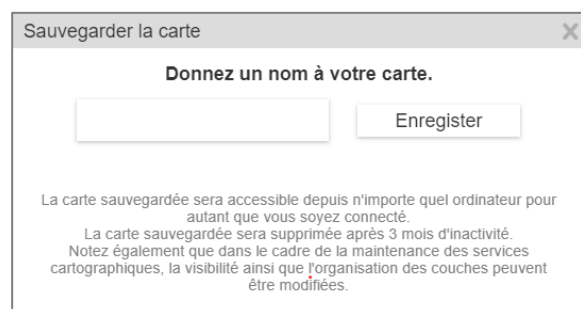 Sauvegarder la carte
Donnez un nom à votre carte.
Enregister
La carte sauvegardée sera accessible depuis n'importe quel ordinateur pour
autant que vous soyez connecté.
La carte sauvegardée sera supprimée après 3 mois d'inactivité.
Notez également que dans le cadre de la maintenance des services
cartographiques, la visibilité ainsi que l'organisation des couches peuvent
être modifiées.